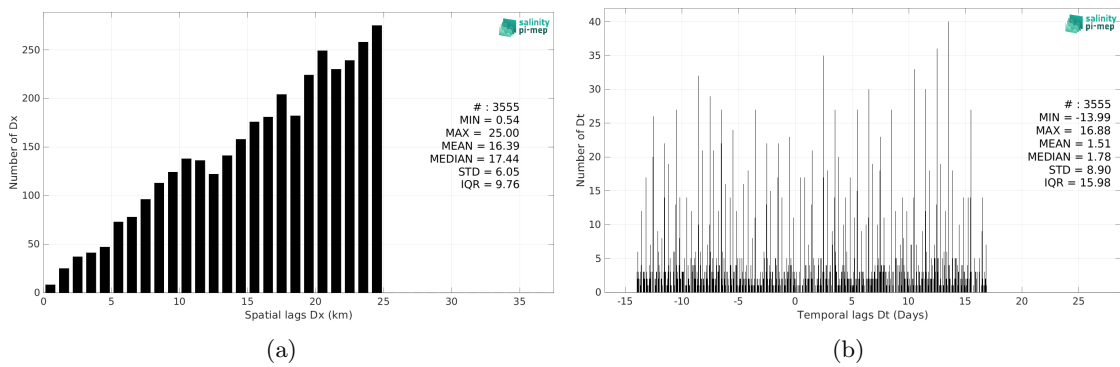 salinity
pi-mep
250
200
150
100
50
0
Number of Dx
# : 3555
MIN = 0.54
MAX = 25.00
MEAN = 16.39
MEDIAN = 17.44
STD = 6.05
IQR = 9.76
0 5 10 15 20 25 30 35
Spatial lags Dx (km)
(a)
salinity
pi-mep
40
35
30
25
20
15
10
5
0
Number of Dt
# : 3555
MIN = -13.99
MAX = 16.88
MEAN = 1.51
MEDIAN = 1.78
STD = 8.90
IQR = 15.98
-15 -10 -5 0 5 10 15 20 25
Temporal lags Dt (Days)
(b)